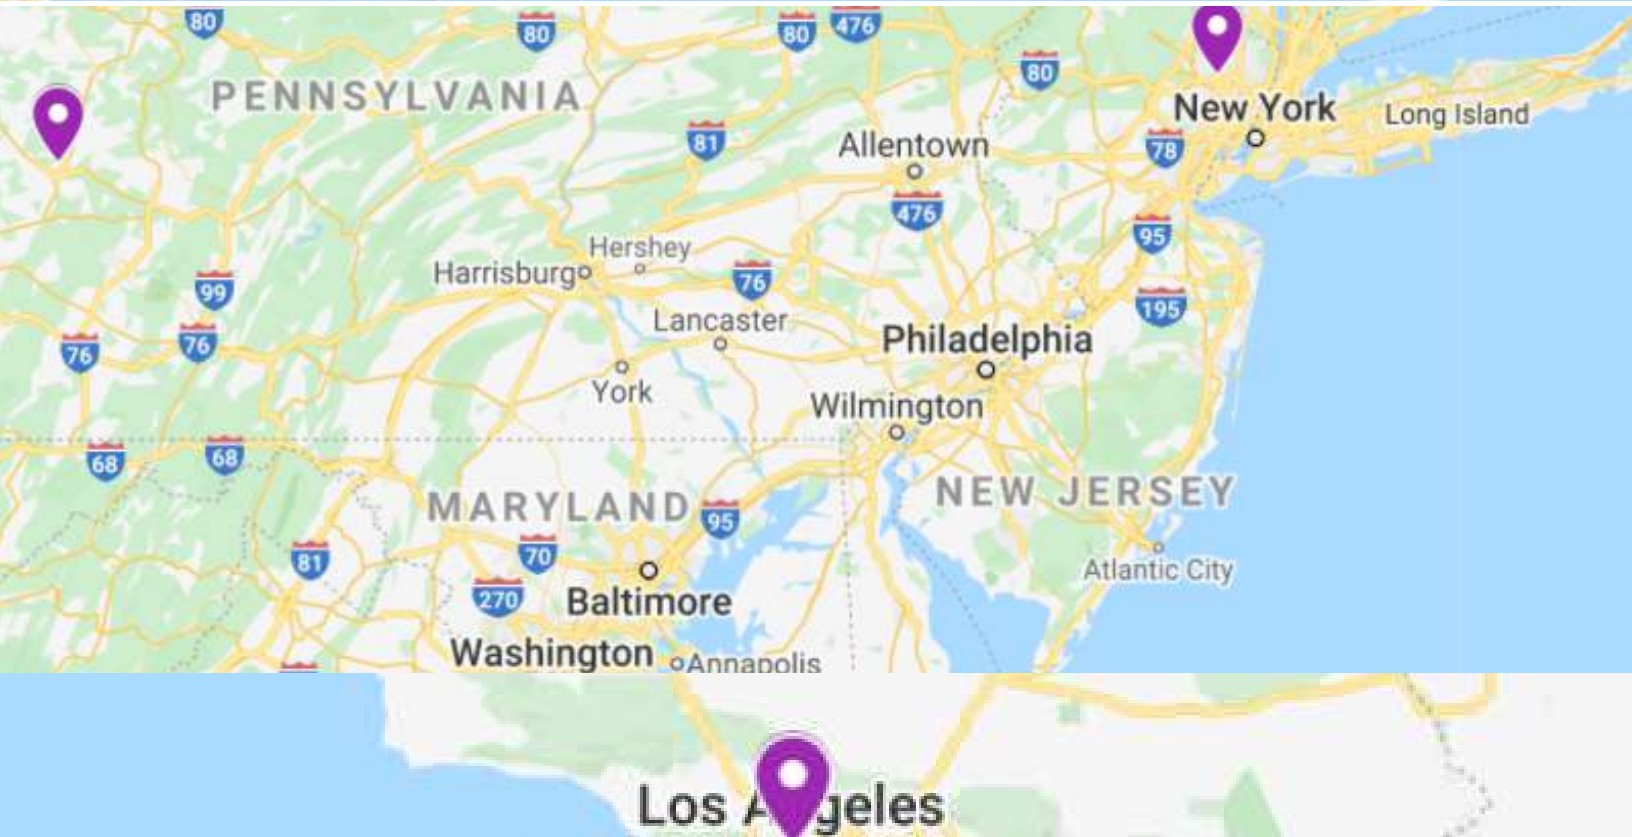 80
80
80
476
80
PENNSYLVANIA
New York
Long Island
81
Allentown
78
476
95
Hershey
Harrisburg
76
99
195
Lancaster
76
76
Philadelphia
York
Wilmington
68
68
MARYLAND
95
NEW JERSEY
81
70
Atlantic City
270
Baltimore
Washington
Annapolis
Los Angeles